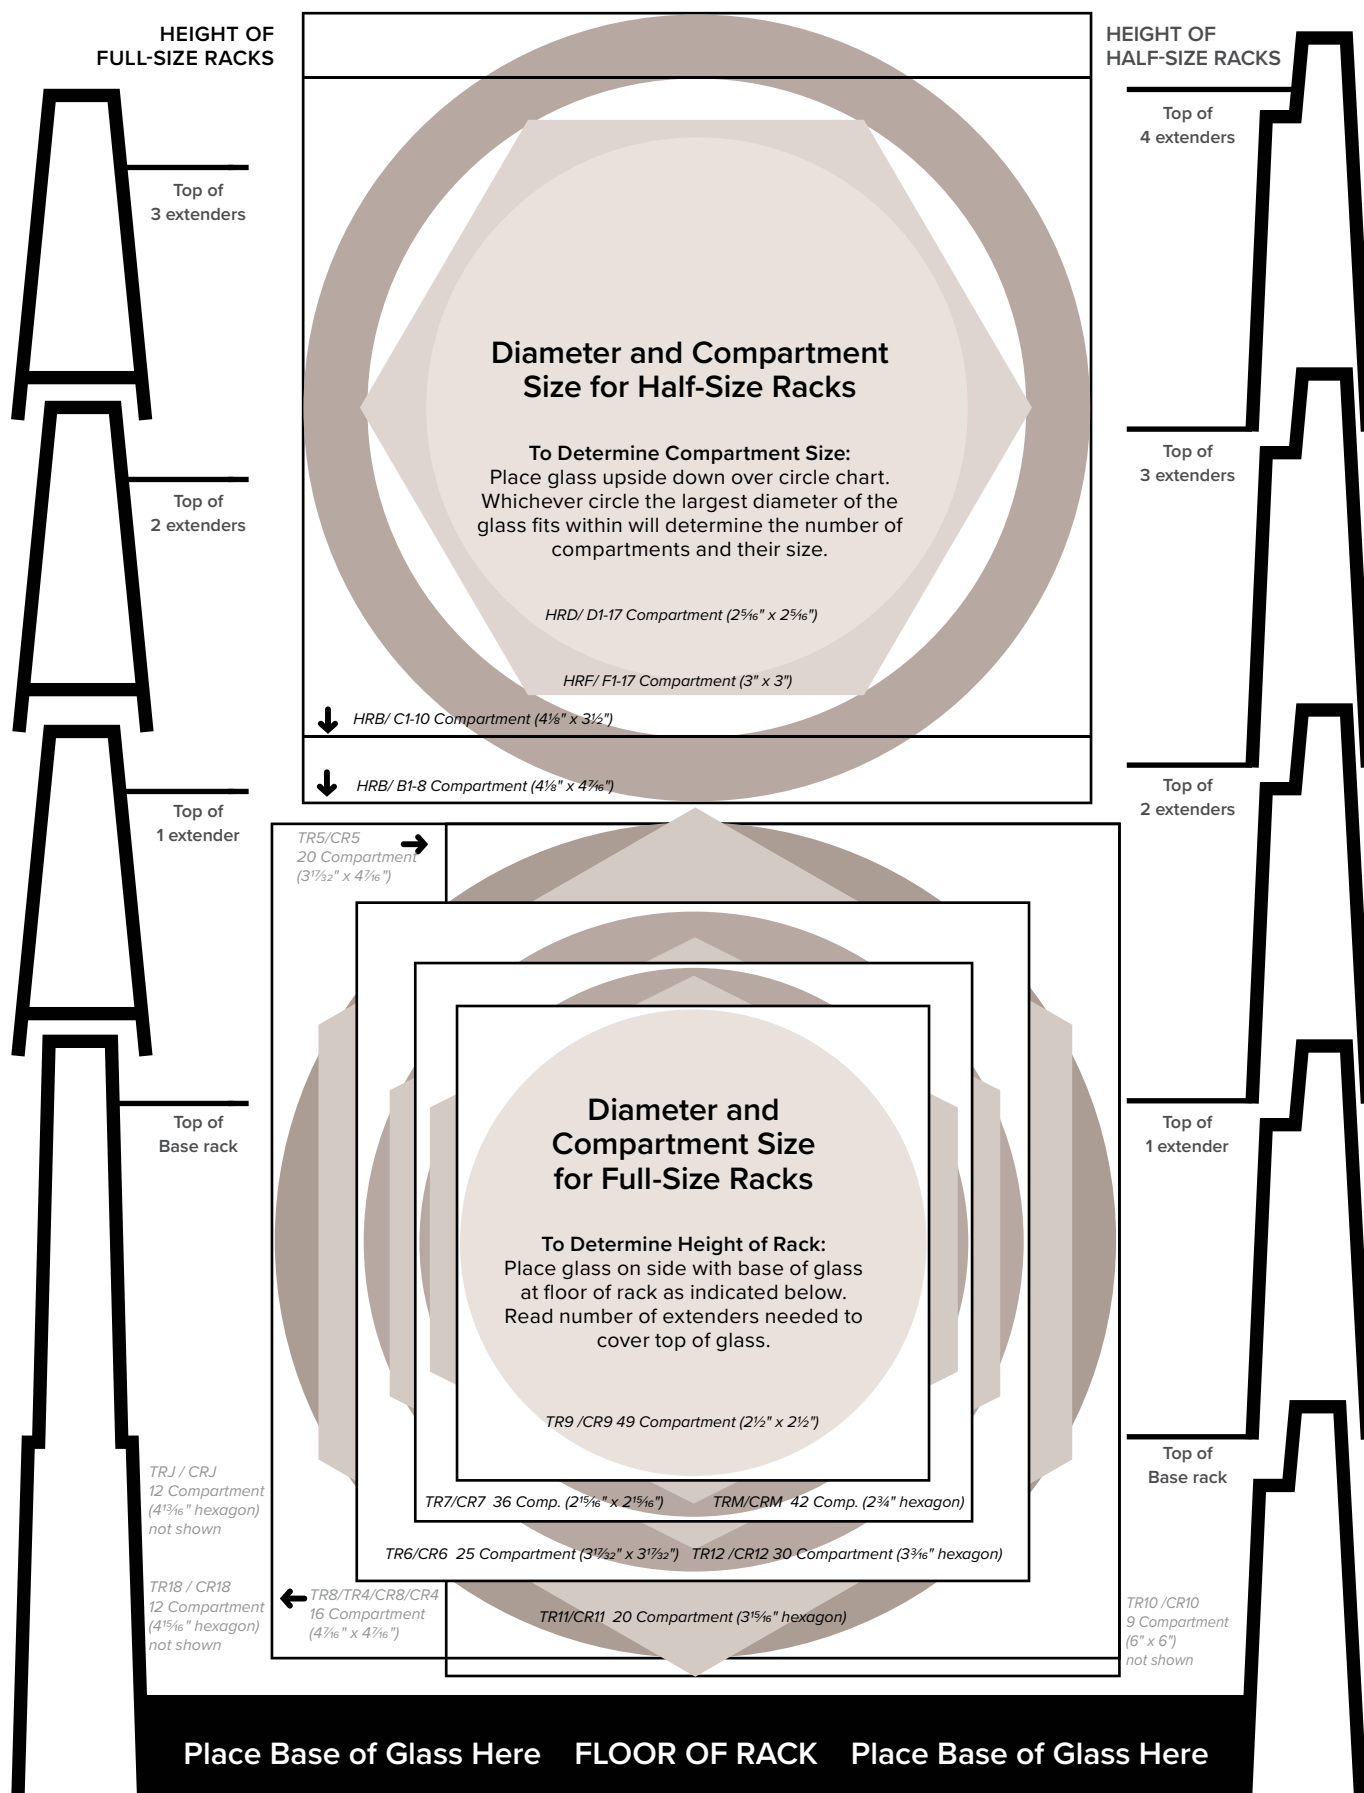 HEIGHT OF
FULL-SIZE RACKS
Top of
3 extenders
Top of
2 extenders
Top of
1 extender
Top of
Base rack
HEIGHT OF
HALF-SIZE RACKS
Top of
4 extenders
Top of
3 extenders
Top of
2 extenders
Top of
1 extender
Top of
Base rack
Diameter and Compartment
Size for Half-Size Racks
To Determine Compartment Size:
Place glass upside down over circle chart.
Whichever circle the largest diameter of the
glass fits within will determine the number of
compartments and their size.
HRD/ D1-17 Compartment (2⁵⁄₁₆" x 2⁵⁄₁₆")
HRF/ F1-17 Compartment (3" x 3")
HRB/ C1-10 Compartment (4⅛" x 3½")
HRB/ B1-8 Compartment (4⅛" x 4⁷⁄₁₆")
TR5/CR5
20 Compartment
(3¹⁷⁄₃₂" x 4⁷⁄₁₆")
Diameter and
Compartment Size
for Full-Size Racks
To Determine Height of Rack:
Place glass on side with base of glass
at floor of rack as indicated below.
Read number of extenders needed to
cover top of glass.
TR9 /CR9 49 Compartment (2½" x 2½")
TR7/CR7 36 Comp. (2¹⁵⁄₁₆" x 2¹⁵⁄₁₆")
TRM/CRM 42 Comp. (2¾" hexagon)
TR6/CR6 25 Compartment (3¹⁷⁄₃₂" x 3¹⁷⁄₃₂")
TR12 /CR12 30 Compartment (3³⁄₁₆" hexagon)
TR11/CR11 20 Compartment (3¹⁵⁄₁₆" hexagon)
TRJ / CRJ
12 Compartment
(4¹³⁄₁₆" hexagon)
not shown
TR18 / CR18
12 Compartment
(4¹⁵⁄₁₆" hexagon)
not shown
TR8/TR4/CR8/CR4
16 Compartment
(4⁷⁄₁₆" x 4⁷⁄₁₆")
TR10 /CR10
9 Compartment
(6" x 6")
not shown
Place Base of Glass Here FLOOR OF RACK Place Base of Glass Here